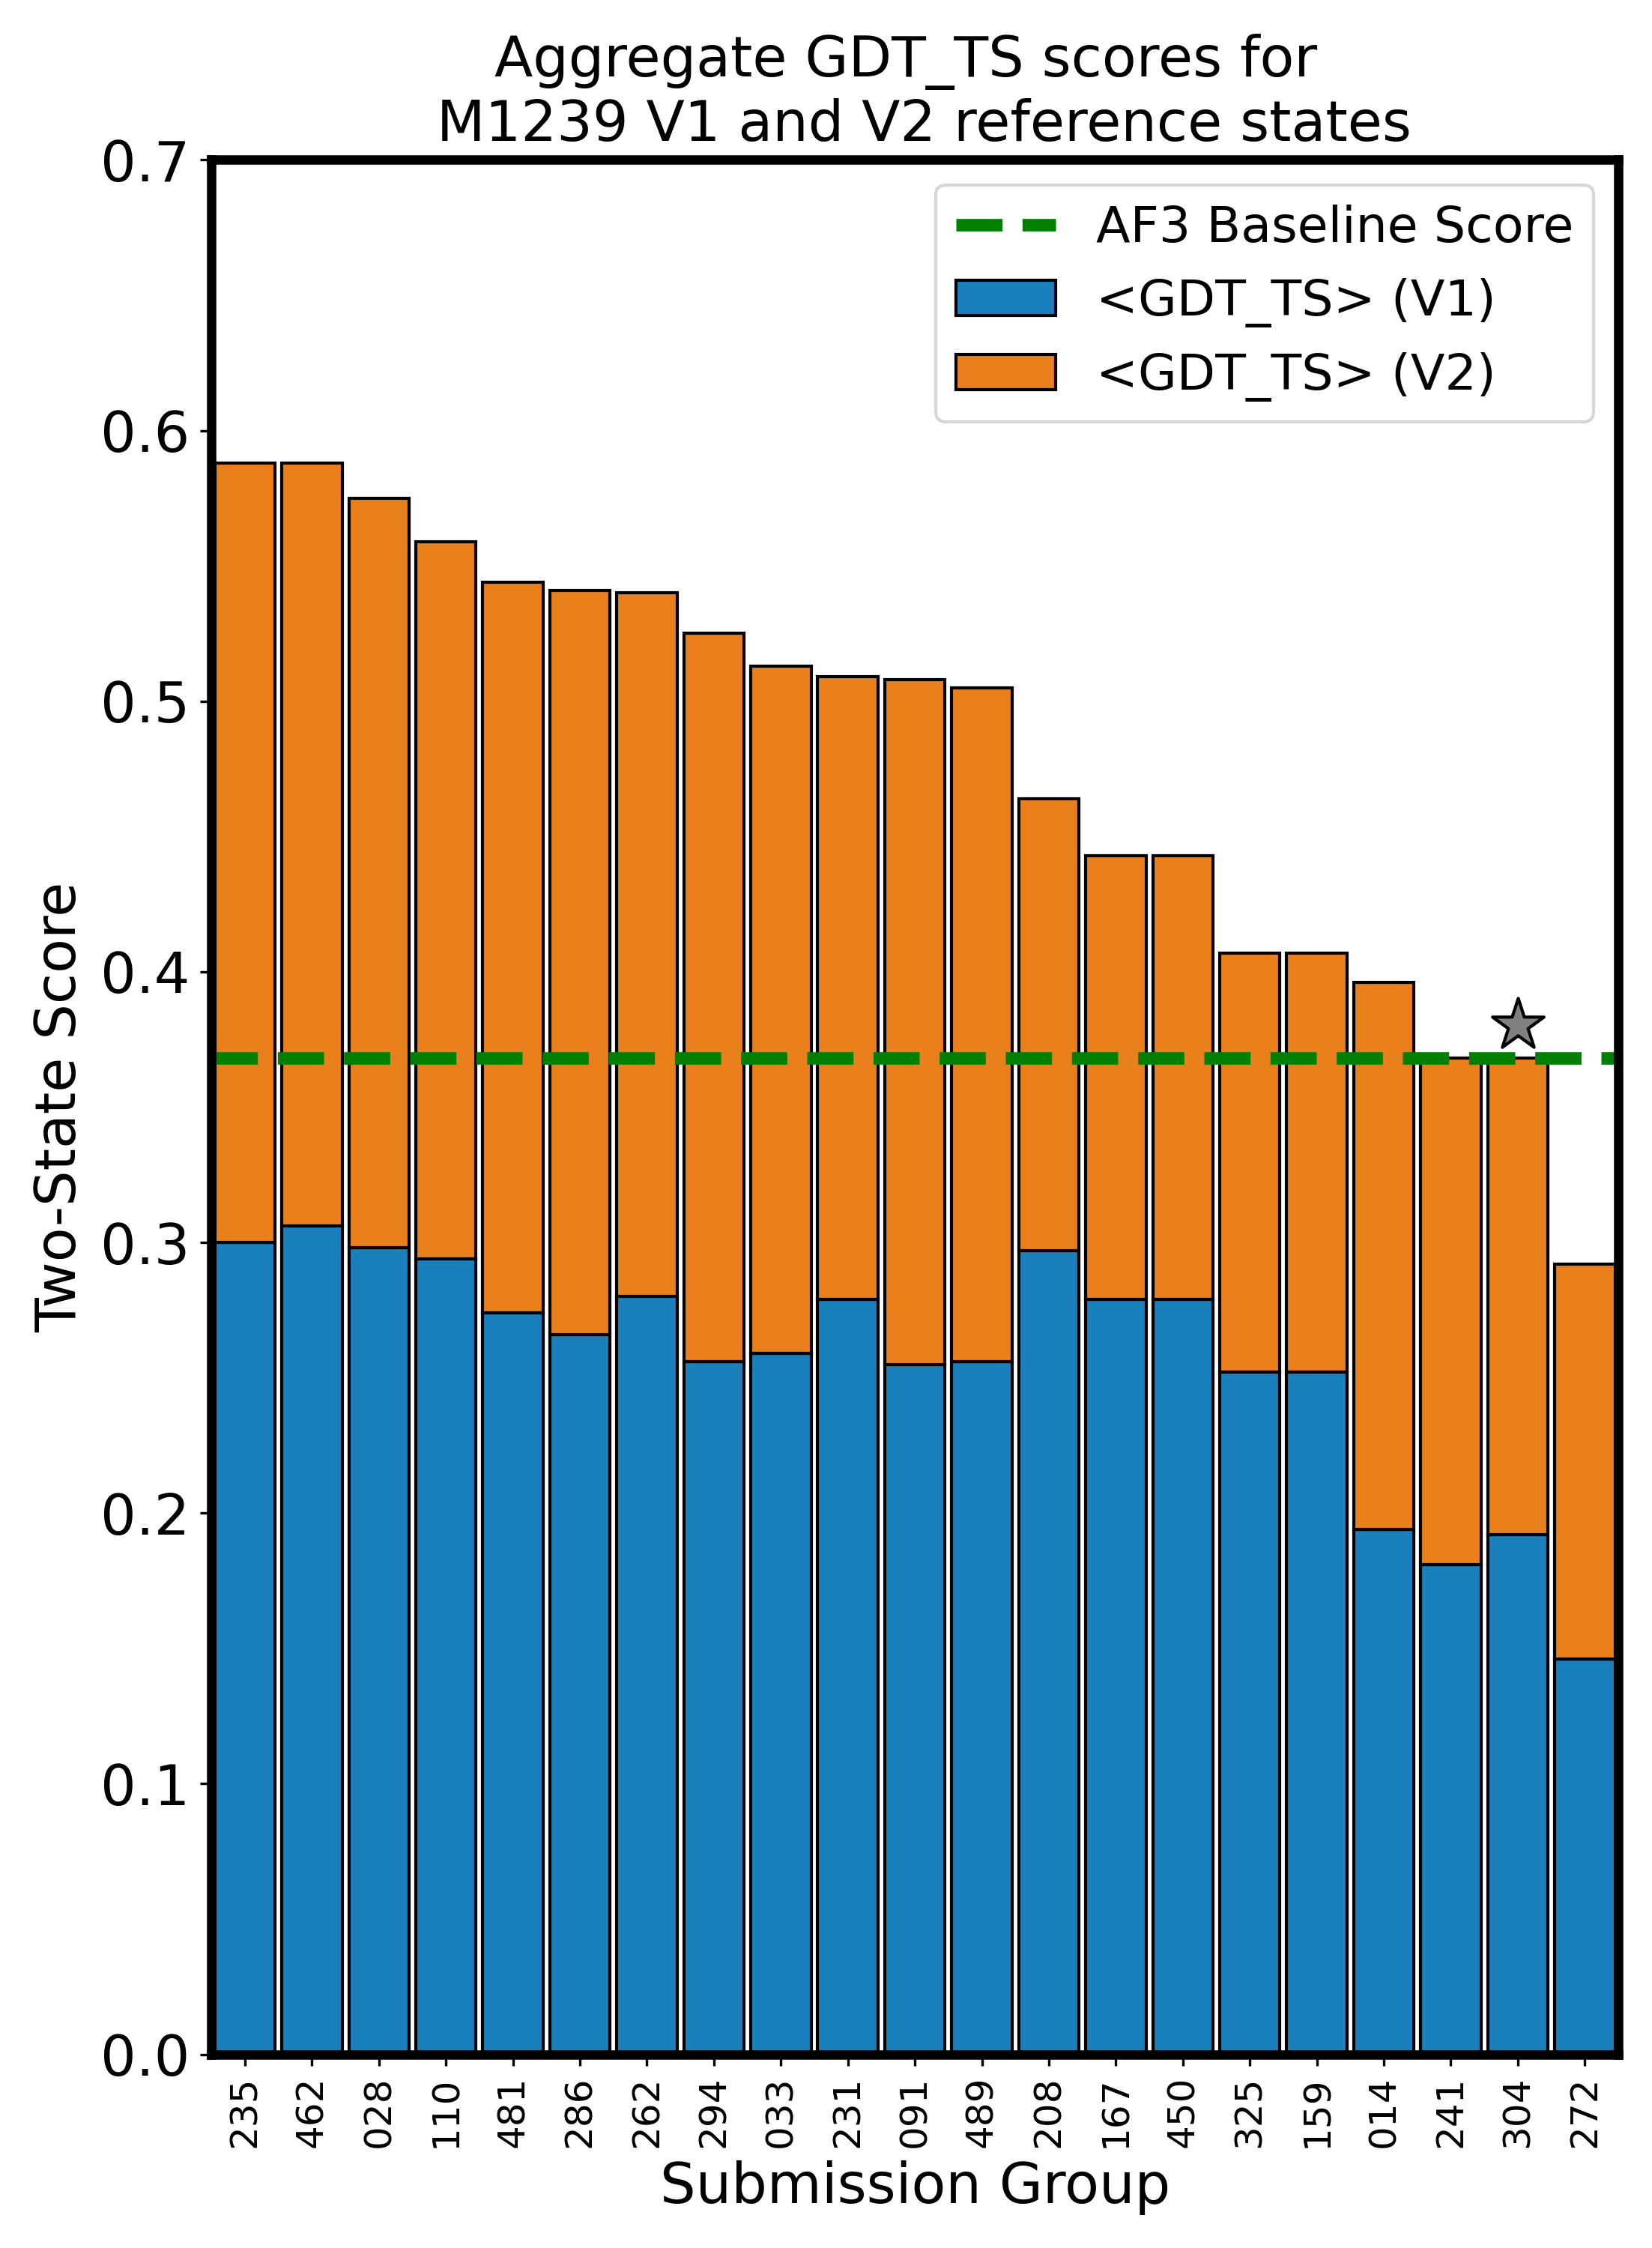 Aggregate GDT_TS scores for
M1239 V1 and V2 reference states
AF3 Baseline Score
<GDT_TS> (V1)
<GDT_TS> (V2)
Two-State Score
0.7
0.6
0.5
0.4
0.3
0.2
0.1
0.0
235 462 028 110 481 286 262 294 033 231 091 489 208 167 450 325 159 014 241 304 272
Submission Group